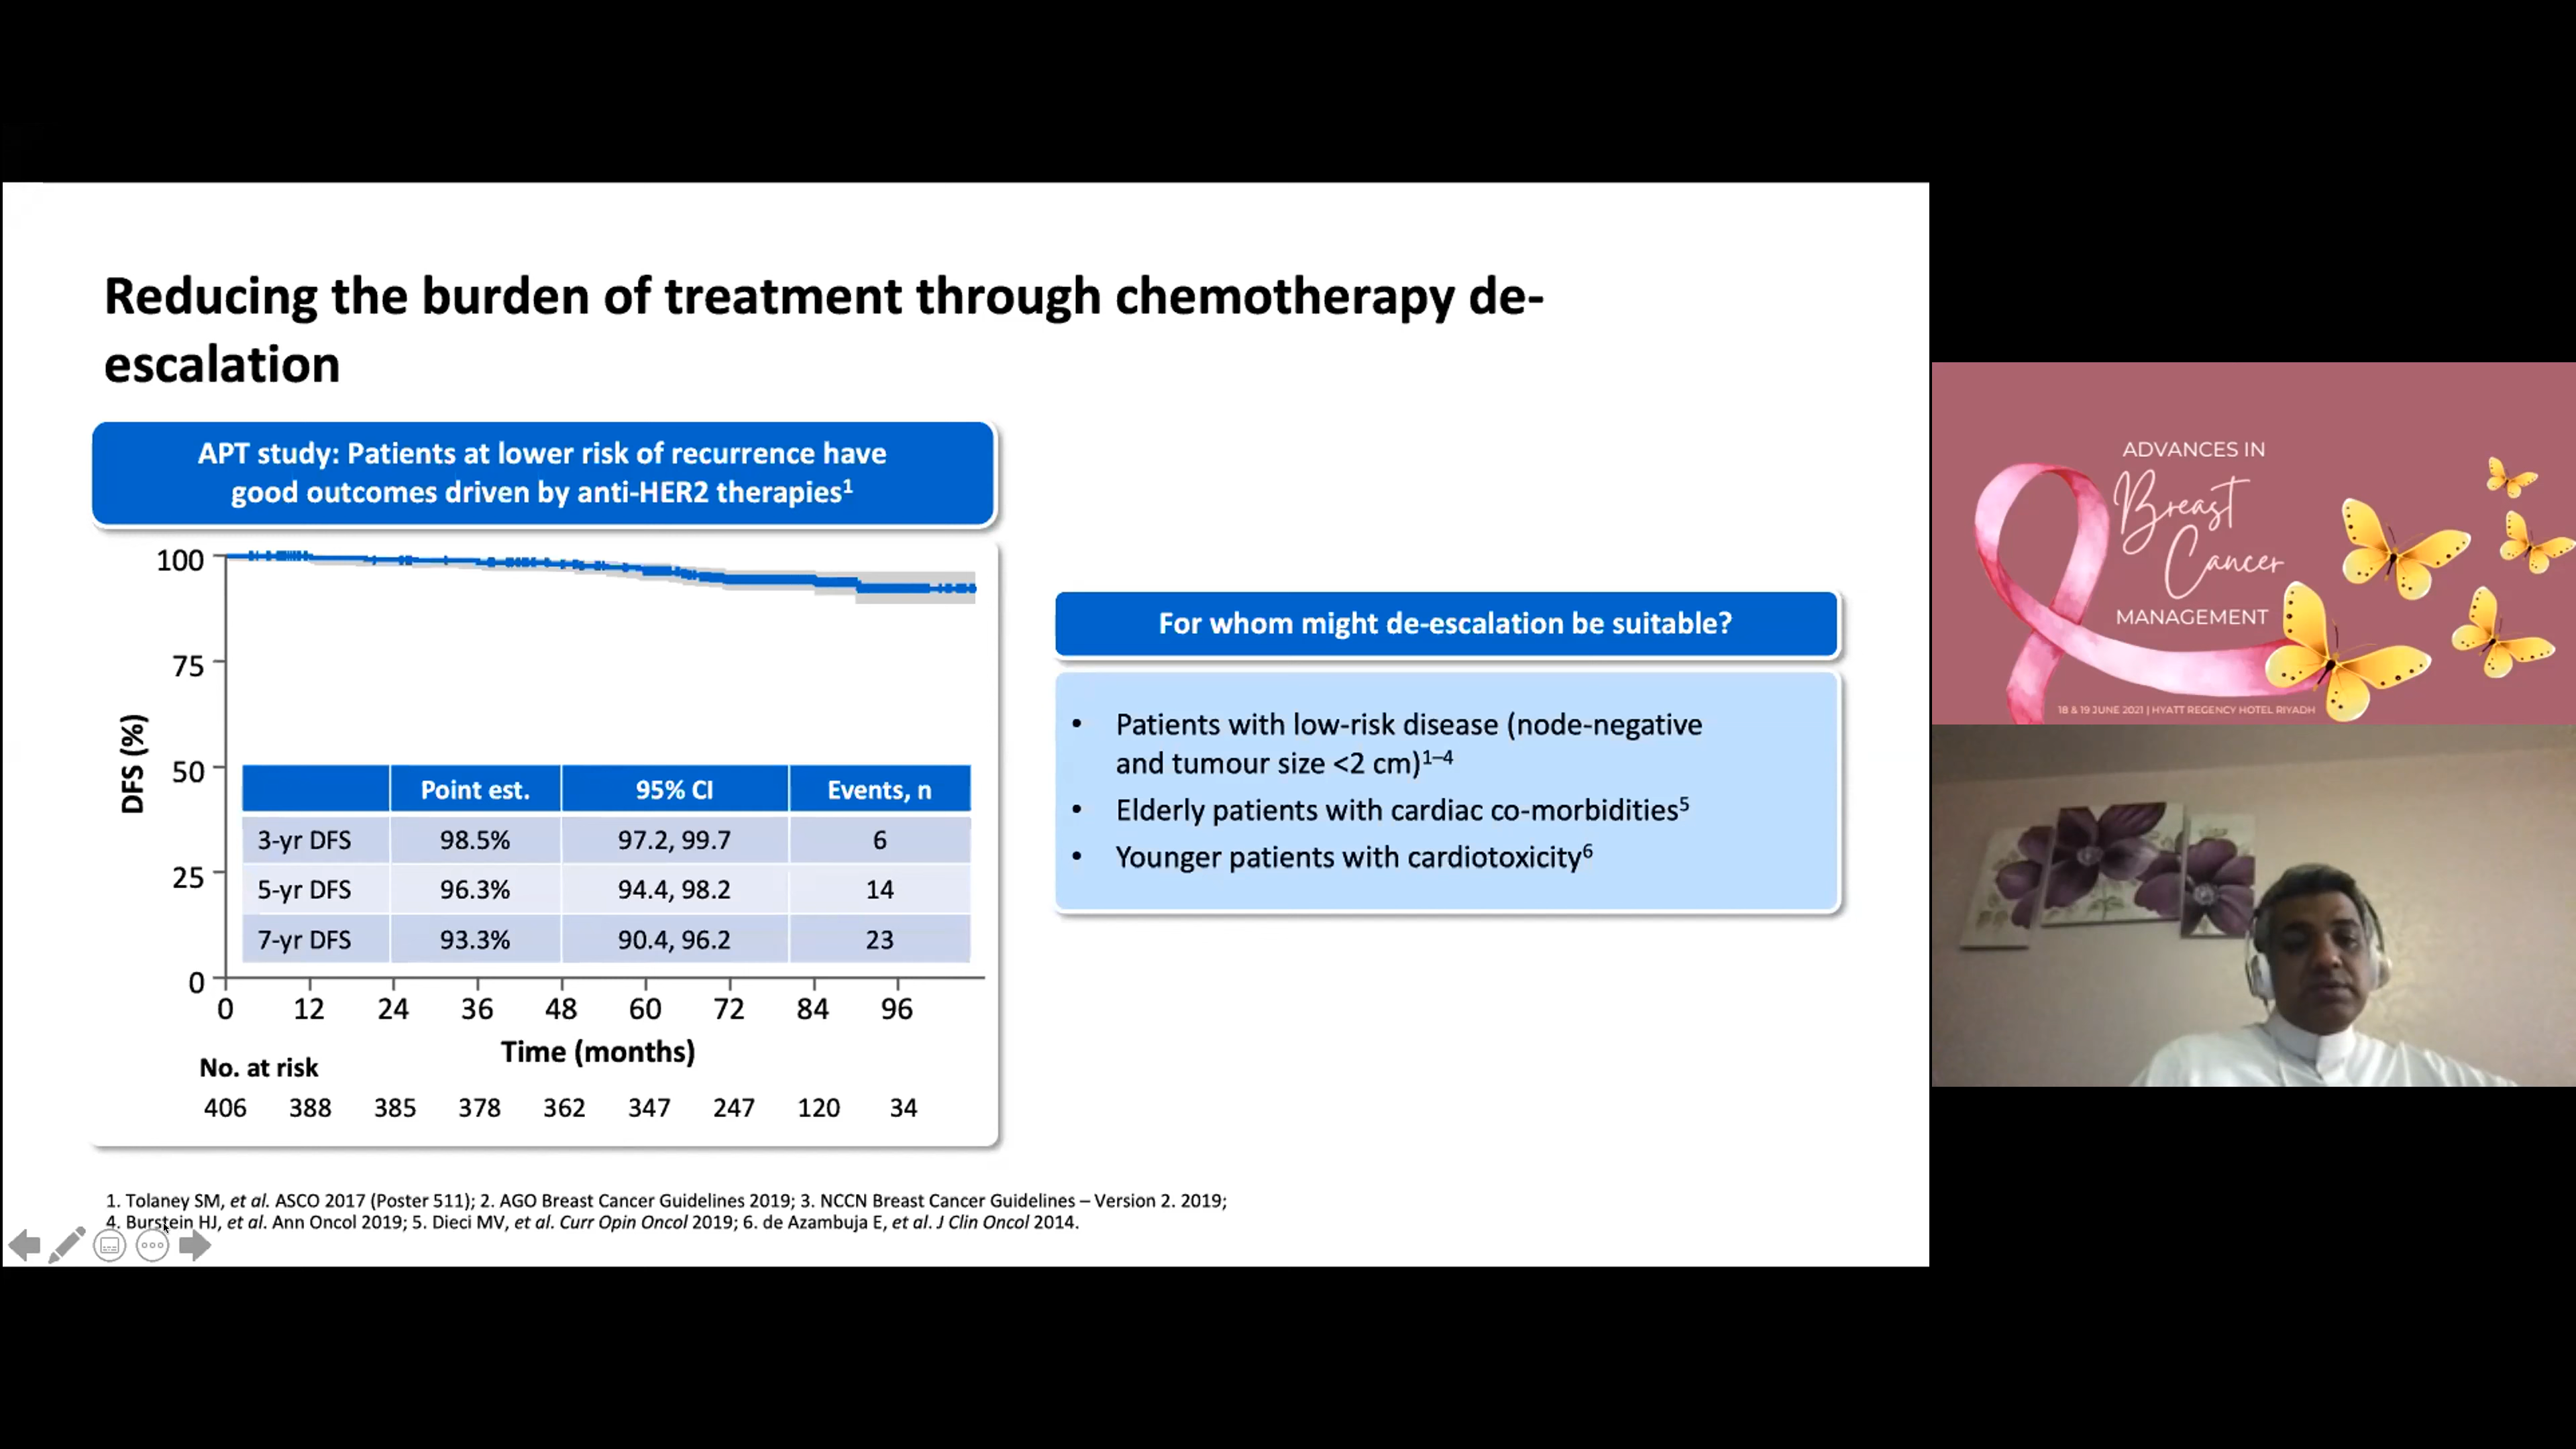 Reducing the burden of treatment through chemotherapy de-
escalation
APT study: Patients at lower risk of recurrence have
good outcomes driven by anti-HER2 therapies1
100
75
50
25
0
DFS (%)
Point est. 95% CI Events, n
3-yr DFS 98.5% 97.2, 99.7 6
5-yr DFS 96.3% 94.4, 98.2 14
7-yr DFS 93.3% 90.4, 96.2 23
0 12 24 36 48 60 72 84 96
Time (months)
No. at risk
406 388 385 378 362 347 247 120 34
For whom might de-escalation be suitable?
• Patients with low-risk disease (node-negative
and tumour size <2 cm)1–4
• Elderly patients with cardiac co-morbidities5
• Younger patients with cardiotoxicity6
1. Tolaney SM, et al. ASCO 2017 (Poster 511); 2. AGO Breast Cancer Guidelines 2019; 3. NCCN Breast Cancer Guidelines – Version 2. 2019;
4. Burstein HJ, et al. Ann Oncol 2019; 5. Dieci MV, et al. Curr Opin Oncol 2019; 6. de Azambuja E, et al. J Clin Oncol 2014.
ADVANCES IN
Breast
Cancer
MANAGEMENT
18 & 19 JUNE 2021 | HYATT REGENCY HOTEL RIYADH